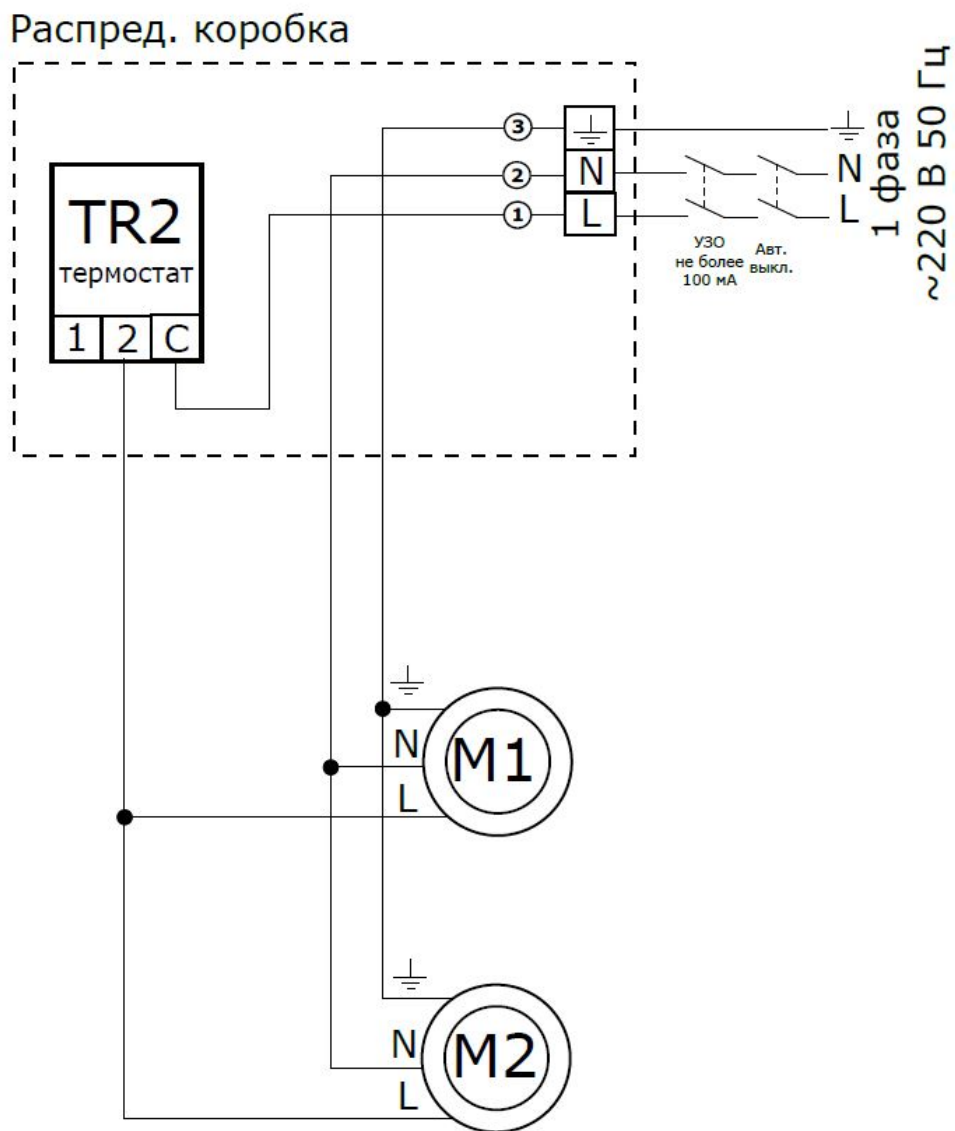 Распред. коробка
TR2
термостат
1 2 C
3
2 N
1 L
N
L
УЗО
не более
100 мА
Авт.
выкл.
1 фаза
~220 В 50 Гц
N
L
M1
N
L
M2